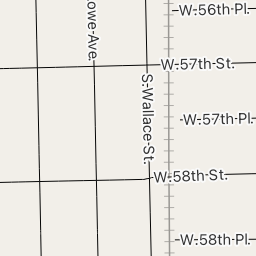 W. 56th Pl.
owe Ave.
W. 57th St.
S. Wallace St.
W. 57th Pl.
W. 58th St.
W. 58th Pl.